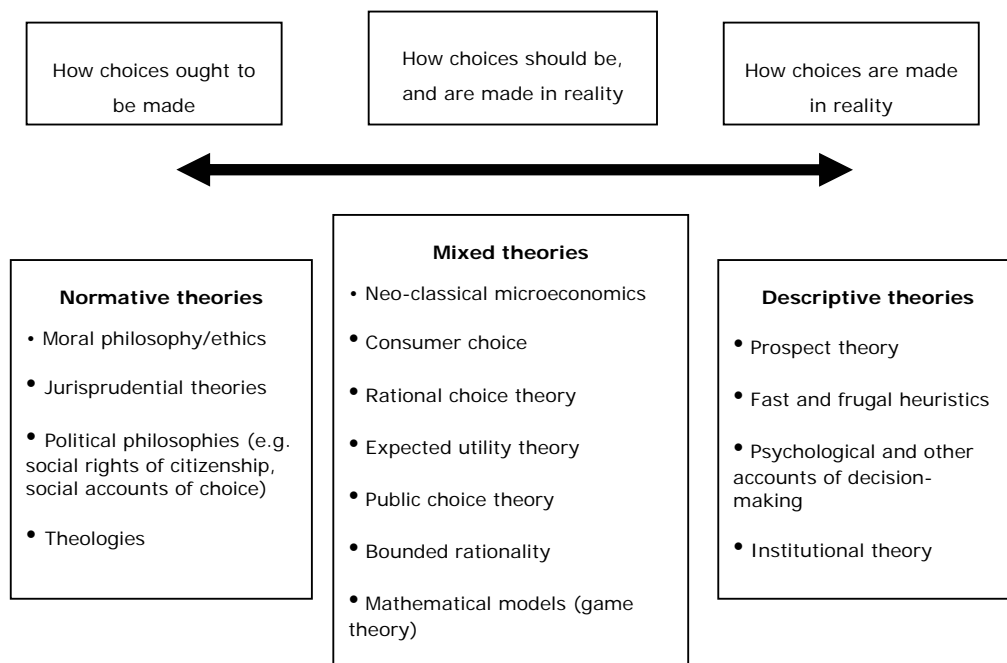 How choices ought to
be made
How choices should be,
and are made in reality
How choices are made
in reality
Normative theories
• Moral philosophy/ethics
• Jurisprudential theories
• Political philosophies (e.g.
social rights of citizenship,
social accounts of choice)
• Theologies
Mixed theories
• Neo-classical microeconomics
• Consumer choice
• Rational choice theory
• Expected utility theory
• Public choice theory
• Bounded rationality
• Mathematical models (game
theory)
Descriptive theories
• Prospect theory
• Fast and frugal heuristics
• Psychological and other
accounts of decision-
making
• Institutional theory